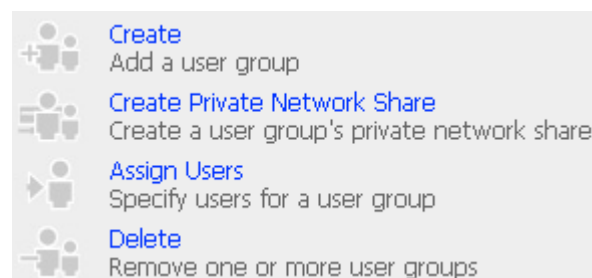 Create
Add a user group
Create Private Network Share
Create a user group's private network share
Assign Users
Specify users for a user group
Delete
Remove one or more user groups